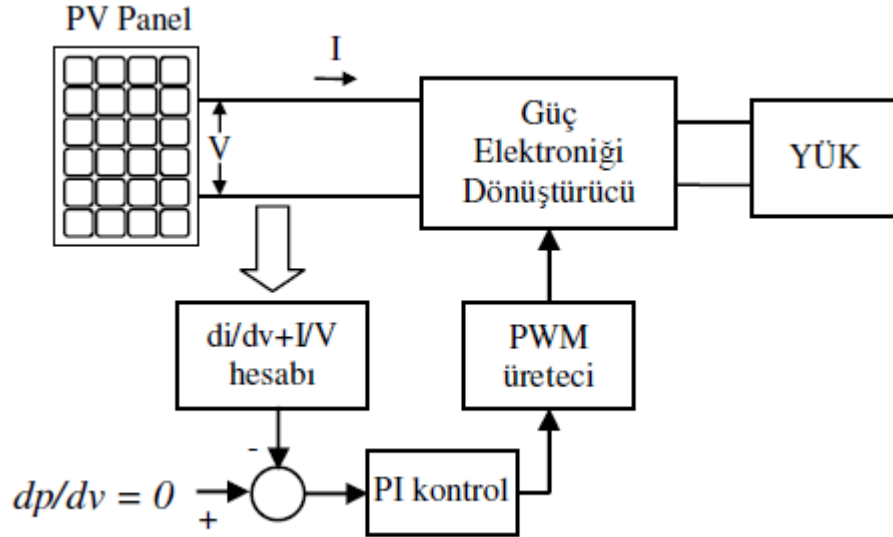 PV Panel
I
V
Güç
Elektroniği
Dönüştürücü
YÜK
di/dv+I/V
hesabı
PWM
üreteci
-
dp/dv = 0
+
PI kontrol